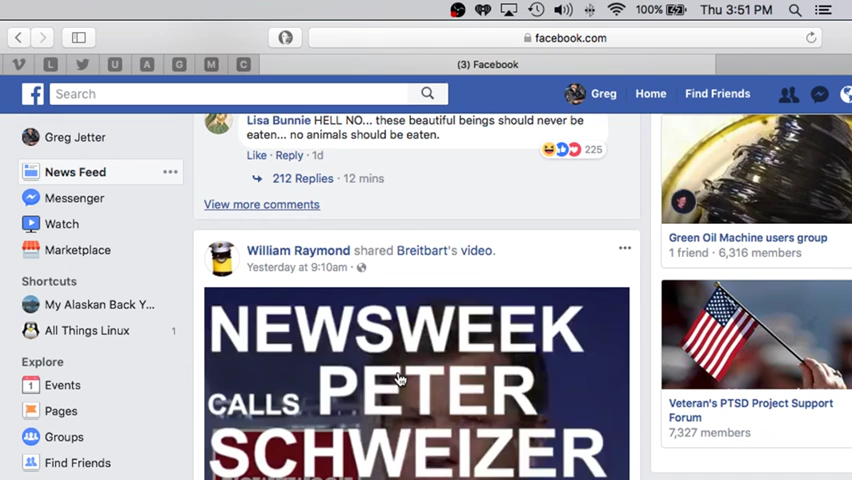 100%
Thu 3:51 PM
facebook.com
V
L
U
A
G
M
C
(3) Facebook
Search
Greg
Home
Find Friends
Greg Jetter
News Feed
Messenger
Watch
Marketplace
Shortcuts
My Alaskan Back Y...
All Things Linux
1
Explore
1
Events
Pages
Groups
Find Friends
Lisa Bunnie HELL NO... these beautiful beings should never be
eaten... no animals should be eaten.
225
Like · Reply · 1d
212 Replies · 12 mins
View more comments
William Raymond shared Breitbart's video.
Yesterday at 9:10am ·
NEWSWEEK
CALLS PETER
SCHWEIZER
Green Oil Machine users group
1 friend · 6,316 members
Veteran's PTSD Project Support
Forum
7,327 members